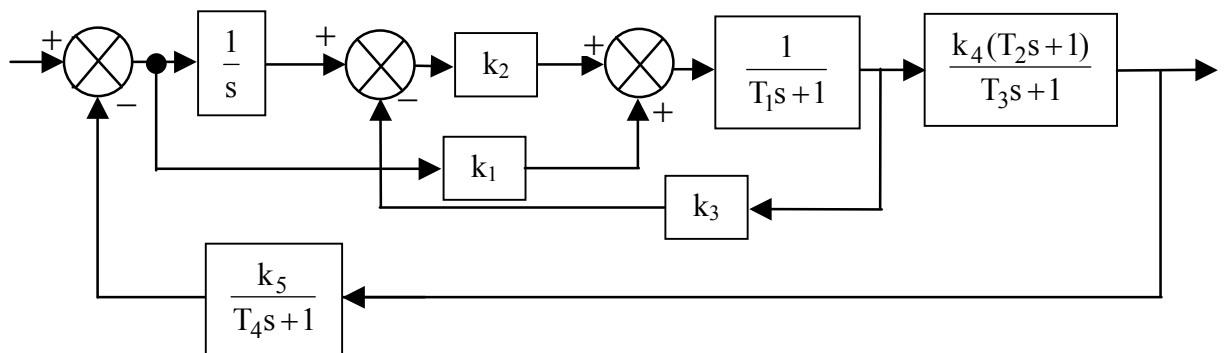 +
−
1
s
+
−
k₂
+
+
1
T₁s+1
k₄(T₂s+1)
T₃s+1
k₁
k₃
k₅
T₄s+1